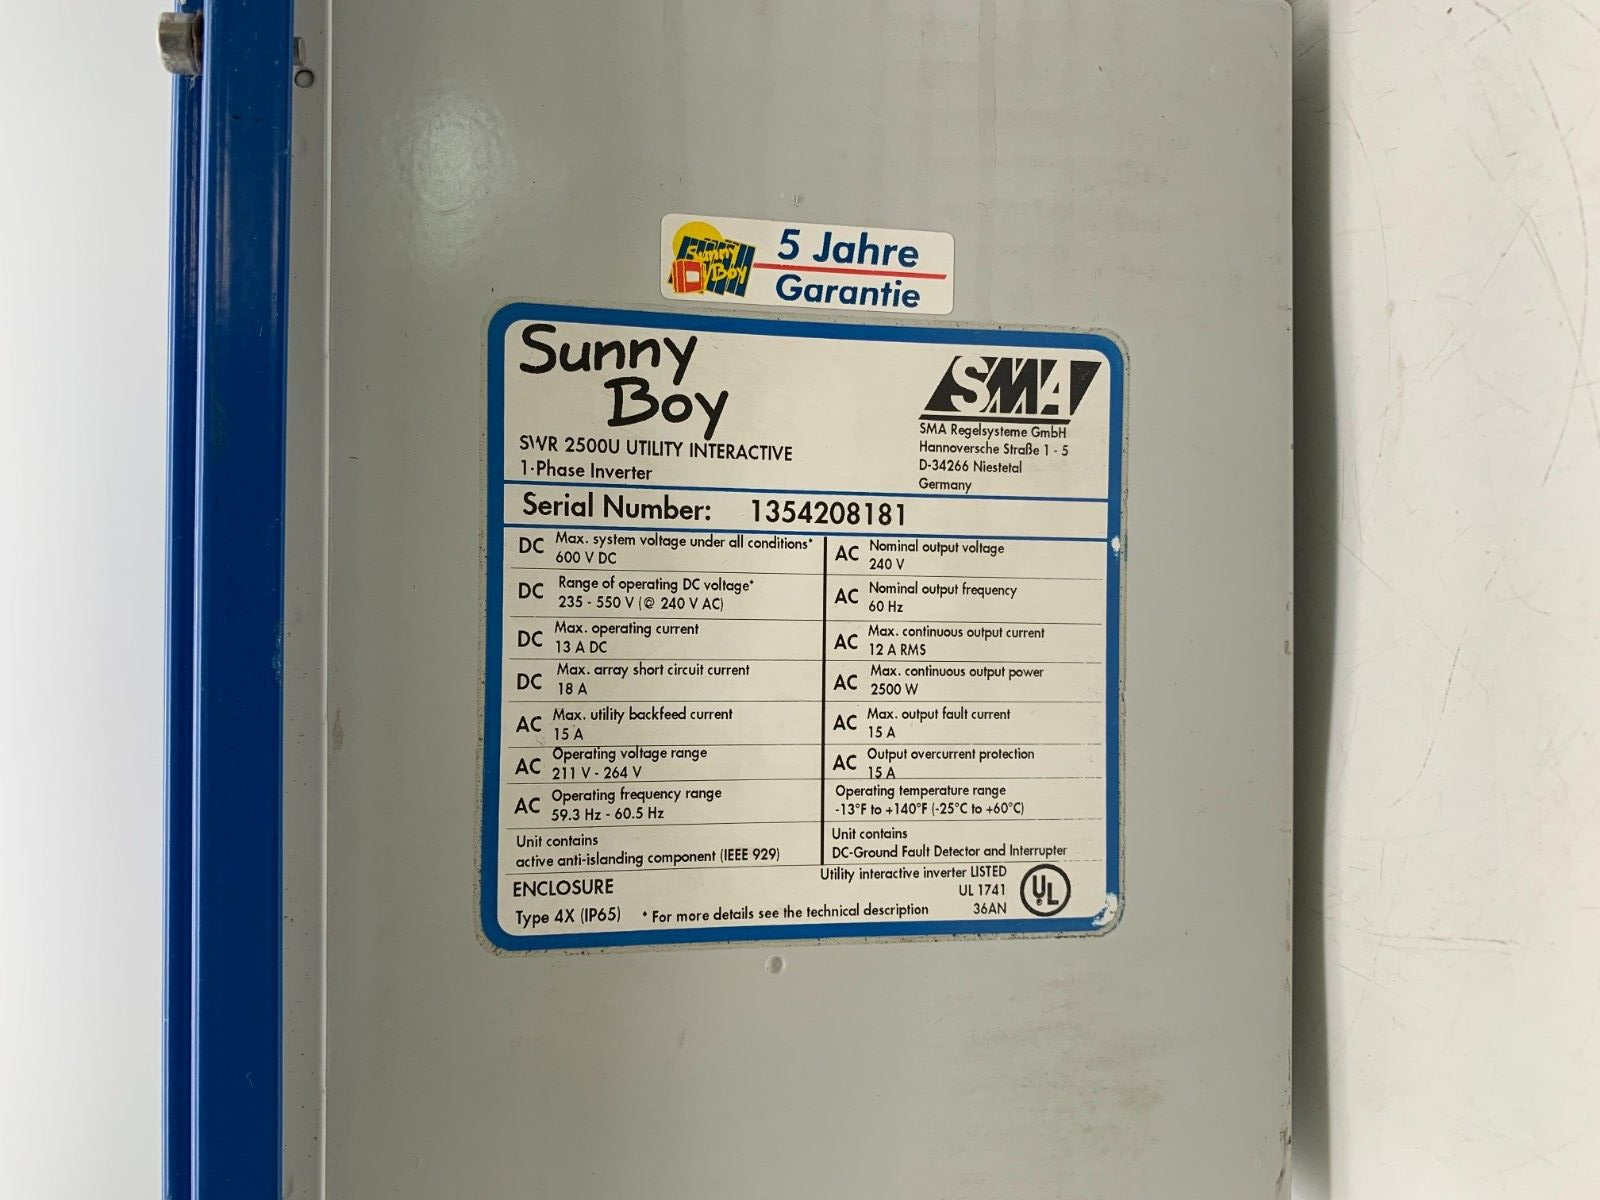 Sunny Boy
5 Jahre
Garantie
Sunny
Boy
SWR 2500U UTILITY INTERACTIVE
1-Phase Inverter
SMA
SMA Regelsysteme GmbH
Hannoversche Straße 1 - 5
D-34266 Niestetal
Germany
Serial Number: 1354208181
DC Max. system voltage under all conditions*
600 V DC
DC Range of operating DC voltage*
235 - 550 V (@ 240 V AC)
DC Max. operating current
13 A DC
DC Max. array short circuit current
18 A
AC Max. utility backfeed current
15 A
AC Operating voltage range
211 V - 264 V
AC Operating frequency range
59.3 Hz - 60.5 Hz
Unit contains
active anti-islanding component (IEEE 929)
AC Nominal output voltage
240 V
AC Nominal output frequency
60 Hz
AC Max. continuous output current
12 A RMS
AC Max. continuous output power
2500 W
AC Max. output fault current
15 A
AC Output overcurrent protection
15 A
Operating temperature range
-13°F to +140°F (-25°C to +60°C)
Unit contains
DC-Ground Fault Detector and Interrupter
ENCLOSURE
Type 4X (IP65) * For more details see the technical description
Utility interactive inverter LISTED
UL 1741
36AN
UL